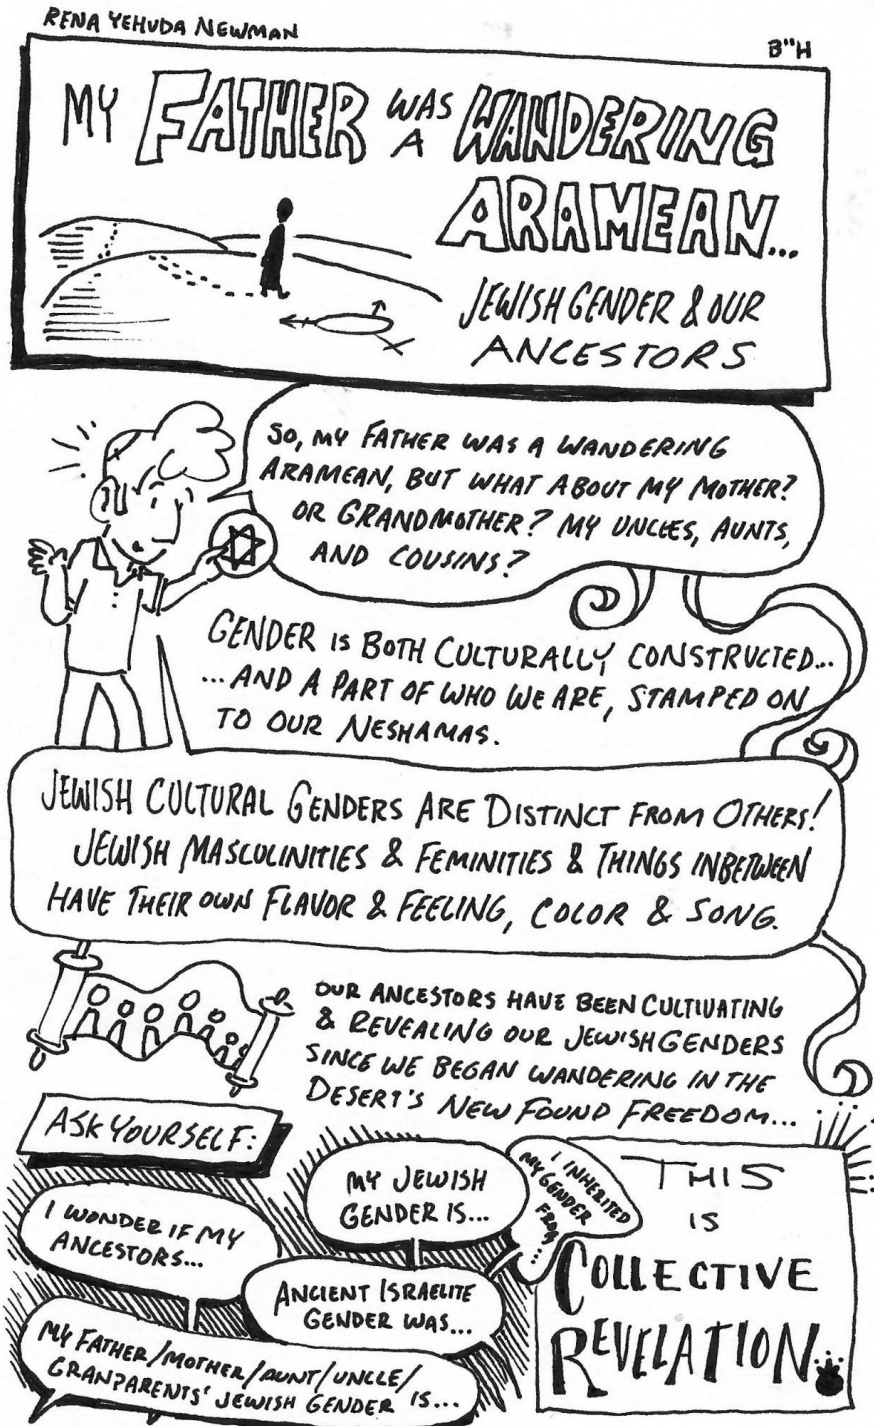 RENA YEHUDA NEWMAN
B"H
MY FATHER WAS A WANDERING
ARAMEAN...
JEWISH GENDER & OUR
ANCESTORS
SO, MY FATHER WAS A WANDERING
ARAMEAN, BUT WHAT ABOUT MY MOTHER?
OR GRANDMOTHER? MY UNCLES, AUNTS,
AND COUSINS?
GENDER IS BOTH CULTURALLY CONSTRUCTED...
...AND A PART OF WHO WE ARE, STAMPED ON
TO OUR NESHAMAS.
JEWISH CULTURAL GENDERS ARE DISTINCT FROM OTHERS!
JEWISH MASCULINITIES & FEMINITIES & THINGS INBETWEEN
HAVE THEIR OWN FLAVOR & FEELING, COLOR & SONG.
OUR ANCESTORS HAVE BEEN CULTIVATING
& REVEALING OUR JEWISH GENDERS
SINCE WE BEGAN WANDERING IN THE
DESERT'S NEW FOUND FREEDOM...
ASK YOURSELF:
I WONDER IF MY
ANCESTORS...
MY JEWISH
GENDER IS...
I INHERITED
MY GENDER
FROM...
ANCIENT ISRAELITE
GENDER WAS...
MY FATHER/MOTHER/AUNT/UNCLE/
GRANPARENTS' JEWISH GENDER IS...
THIS
IS
COLLECTIVE
REVELATION.